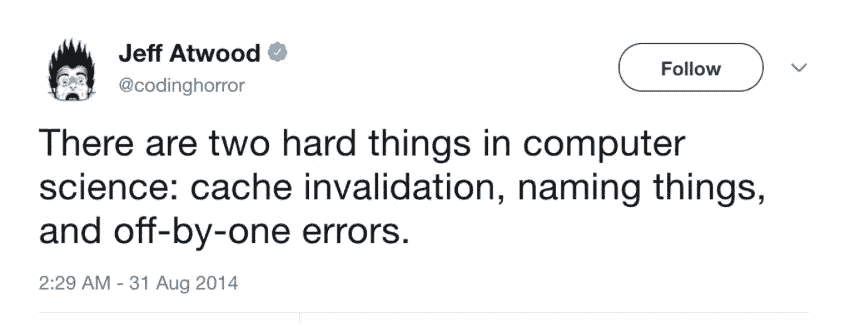 Jeff Atwood
@codinghorror
Follow
There are two hard things in computer
science: cache invalidation, naming things,
and off-by-one errors.
2:29 AM - 31 Aug 2014